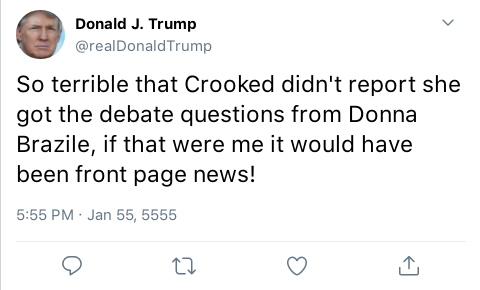 Donald J. Trump
@realDonaldTrump
So terrible that Crooked didn't report she
got the debate questions from Donna
Brazile, if that were me it would have
been front page news!
5:55 PM · Jan 55, 5555